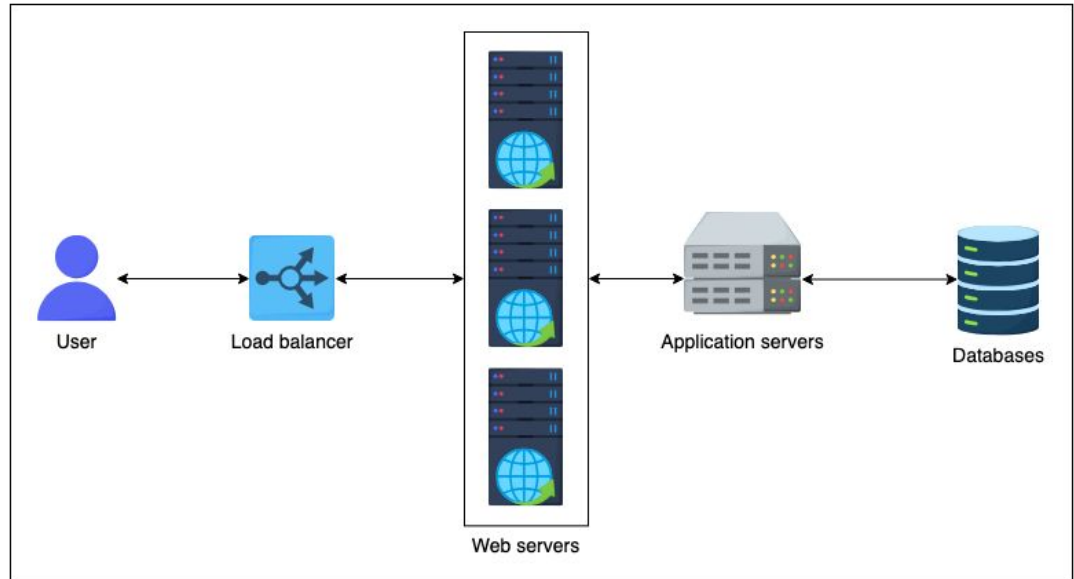 User
Load balancer
Web servers
Application servers
Databases